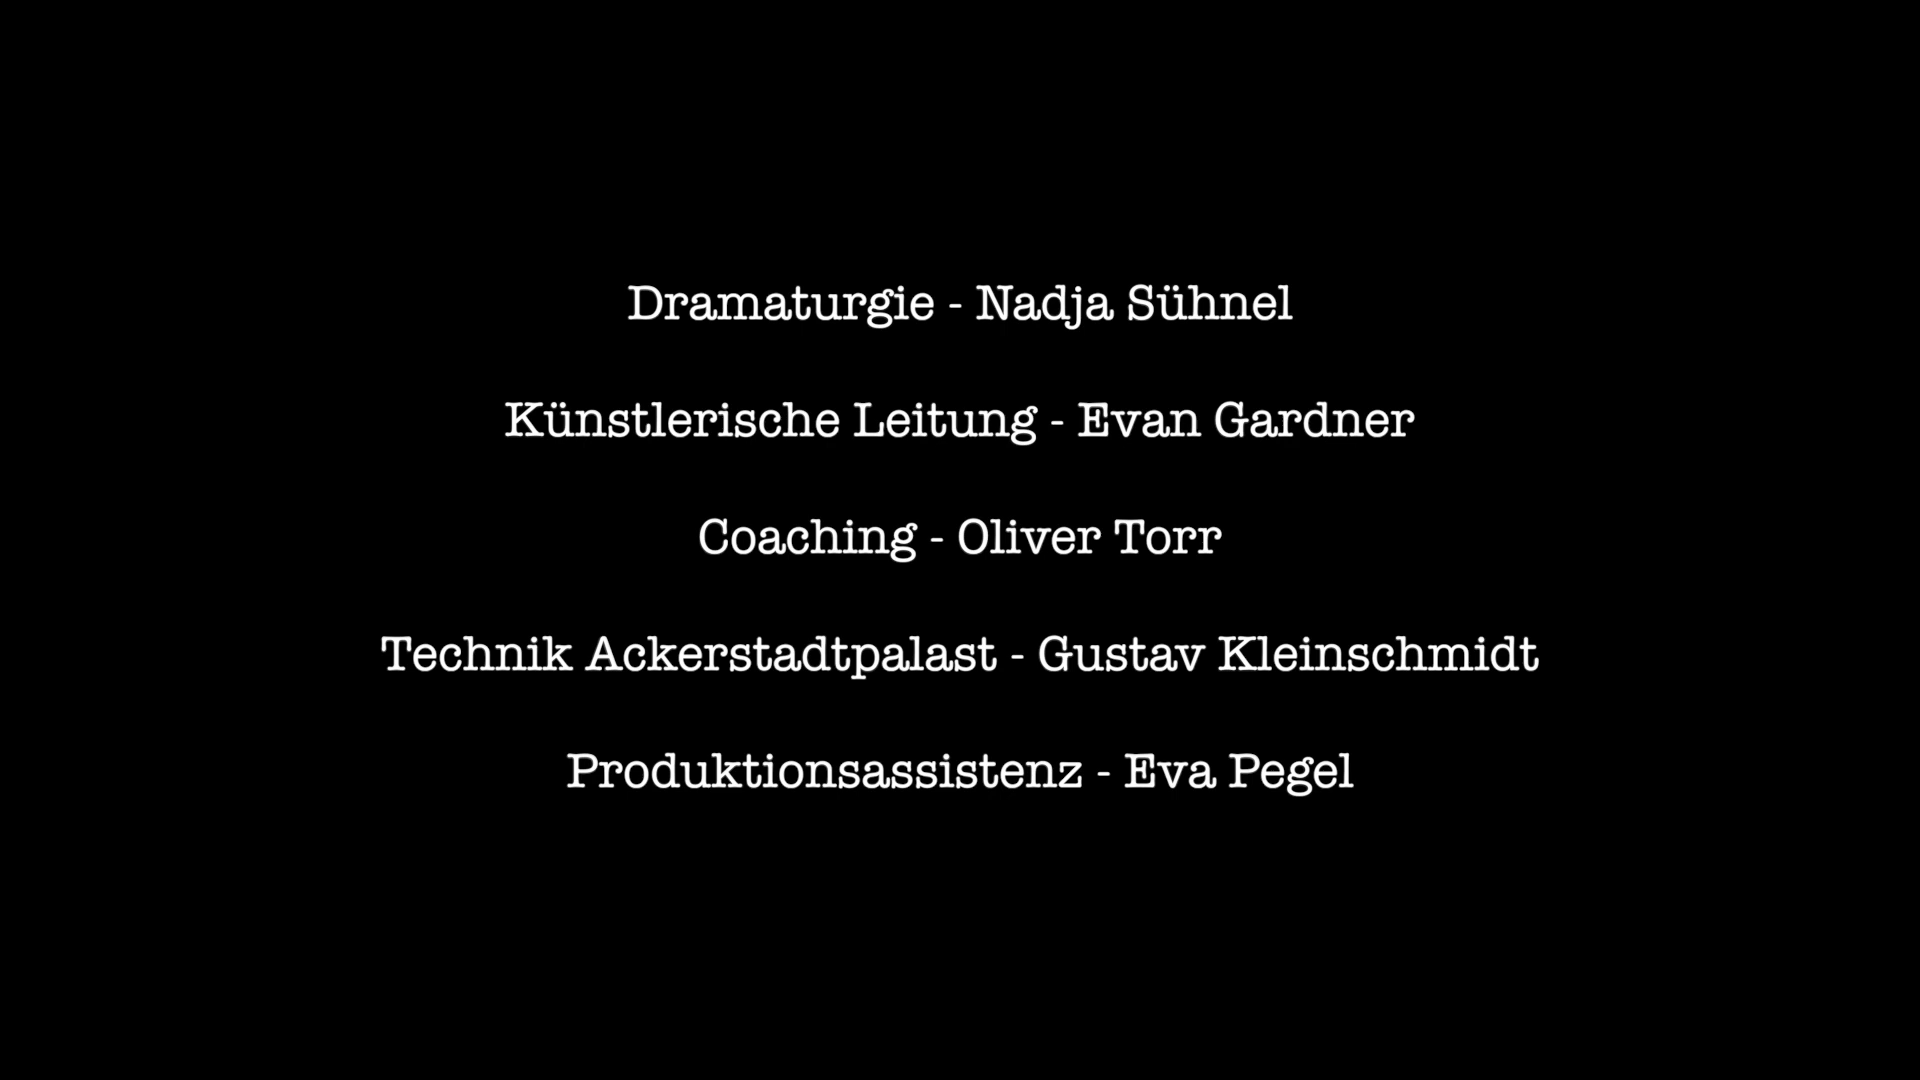 Dramaturgie - Nadja Sühnel
Künstlerische Leitung - Evan Gardner
Coaching - Oliver Torr
Technik Ackerstadtpalast - Gustav Kleinschmidt
Produktionsassistenz - Eva Pegel